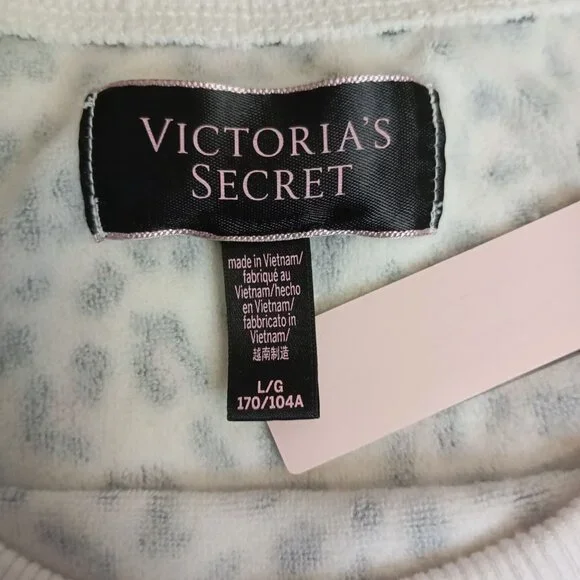 VICTORIA'S
SECRET
made in Vietnam/
fabriqué au
Vietnam/hecho
en Vietnam/
fabbricato in
Vietnam/
越南制造
L/G
170/104A